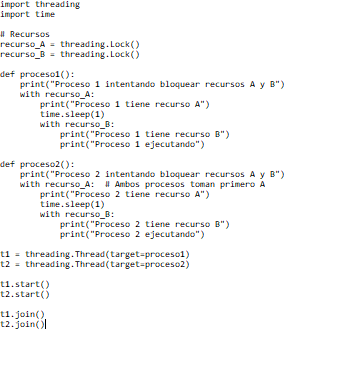 import threading
import time
# Recursos
recurso_A = threading.Lock()
recurso_B = threading.Lock()
def proceso1():
print("Proceso 1 intentando bloquear recursos A y B")
with recurso_A:
print("Proceso 1 tiene recurso A")
time.sleep(1)
with recurso_B:
print("Proceso 1 tiene recurso B")
print("Proceso 1 ejecutando")
def proceso2():
print("Proceso 2 intentando bloquear recursos A y B")
with recurso_A:  # Ambos procesos toman primero A
print("Proceso 2 tiene recurso A")
time.sleep(1)
with recurso_B:
print("Proceso 2 tiene recurso B")
print("Proceso 2 ejecutando")
t1 = threading.Thread(target=proceso1)
t2 = threading.Thread(target=proceso2)
t1.start()
t2.start()
t1.join()
t2.join()